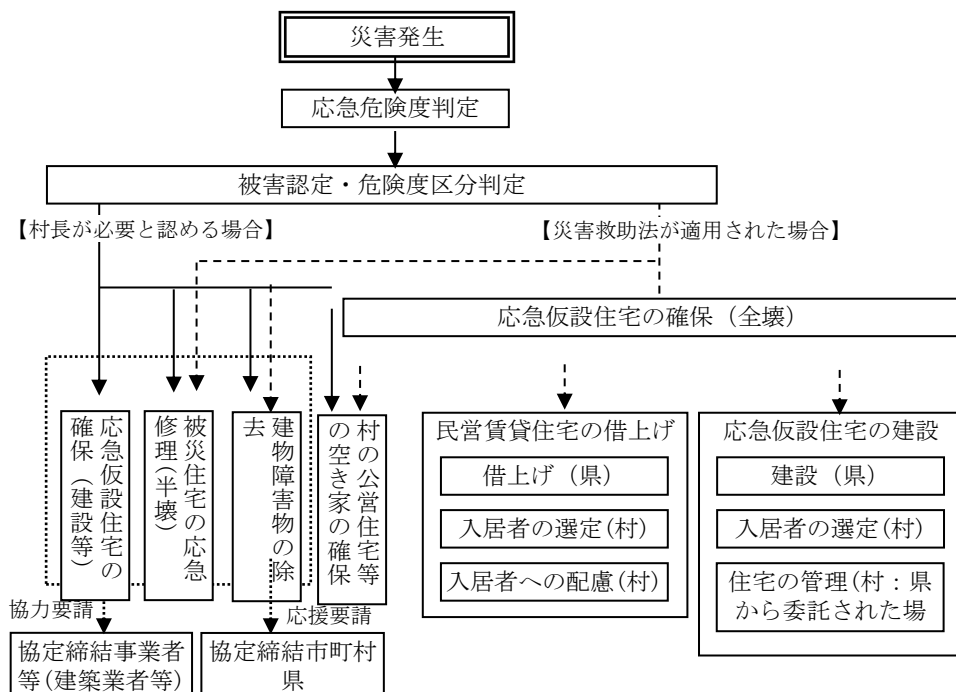 災害発生
応急危険度判定
被害認定・危険度区分判定
【村長が必要と認める場合】
【災害救助法が適用された場合】
応急仮設住宅の確保（全壊）
応急仮設住宅の
確保（建設等）
被災住宅の応急
修理(半壊)
建物障害物の除
去
村の公営住宅等
の空き家の確保
民営賃貸住宅の借上げ
借上げ（県）
入居者の選定(村)
入居者への配慮(村)
応急仮設住宅の建設
建設（県）
入居者の選定(村)
住宅の管理(村：県
から委託された場
協力要請
応援要請
協定締結事業者
等(建築業者等)
協定締結市町村
県